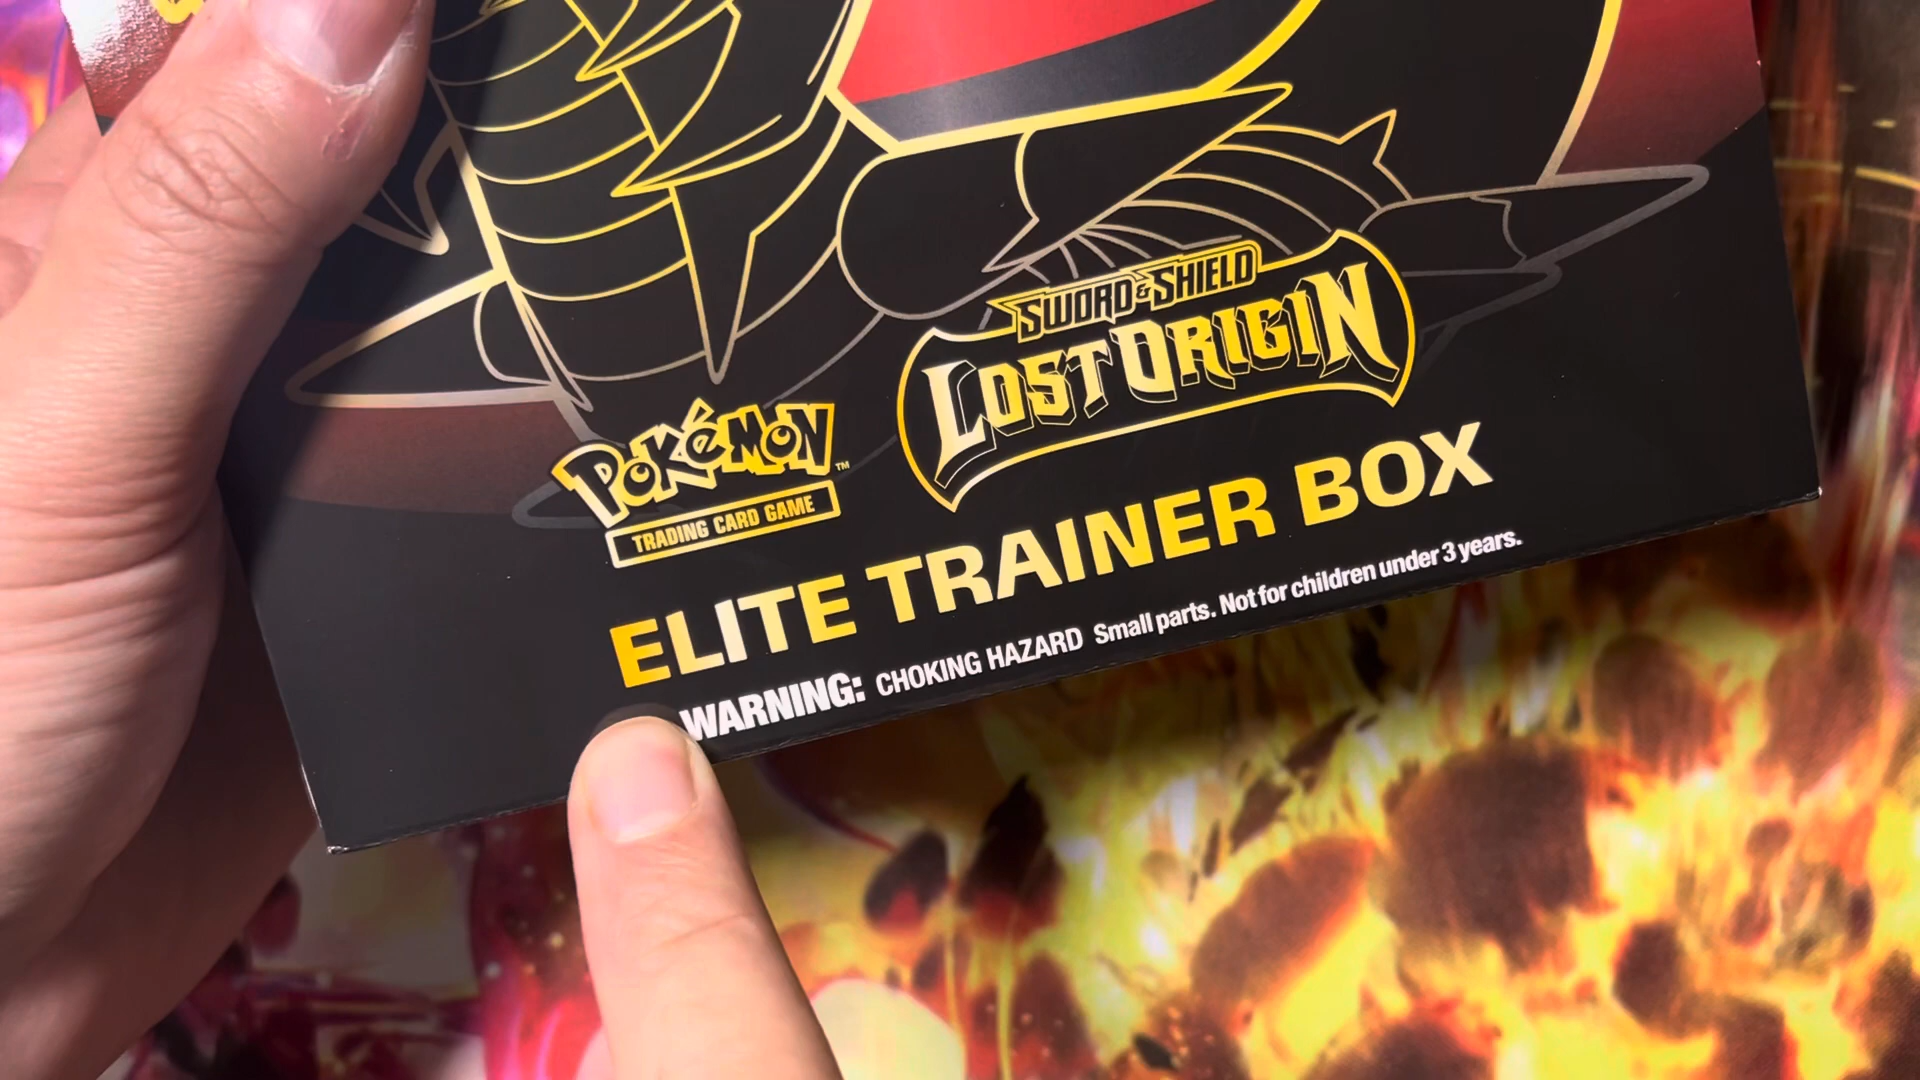 SWORD & SHIELD
LOST ORIGIN
POKéMON™
TRADING CARD GAME
ELITE TRAINER BOX
WARNING: CHOKING HAZARD Small parts. Not for children under 3 years.